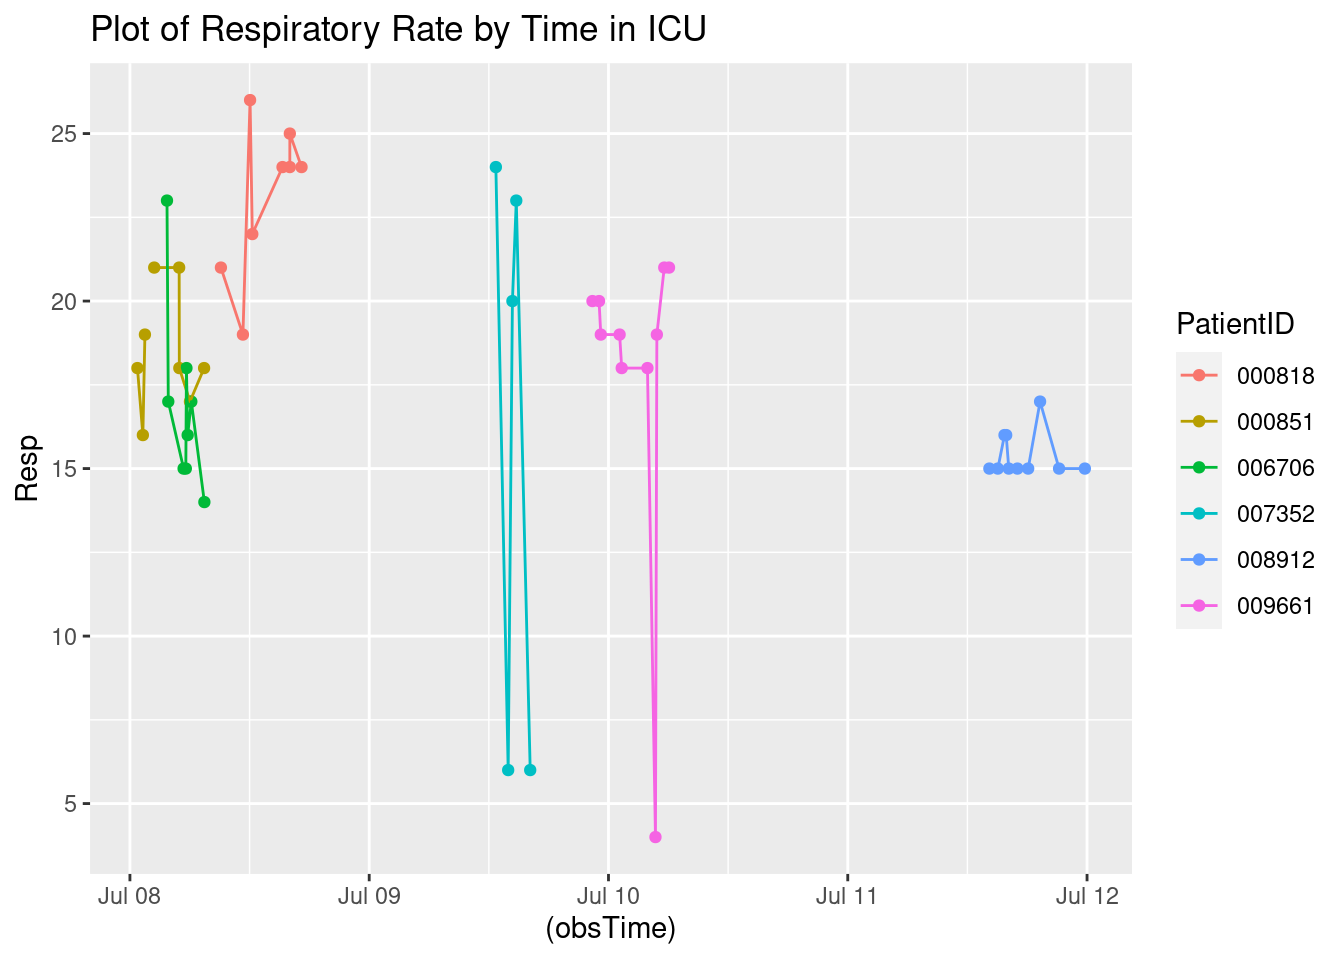 Plot of Respiratory Rate by Time in ICU
25
20
15
10
5
Resp
Jul 08
Jul 09
Jul 10
Jul 11
Jul 12
(obsTime)
PatientID
000818
000851
006706
007352
008912
009661